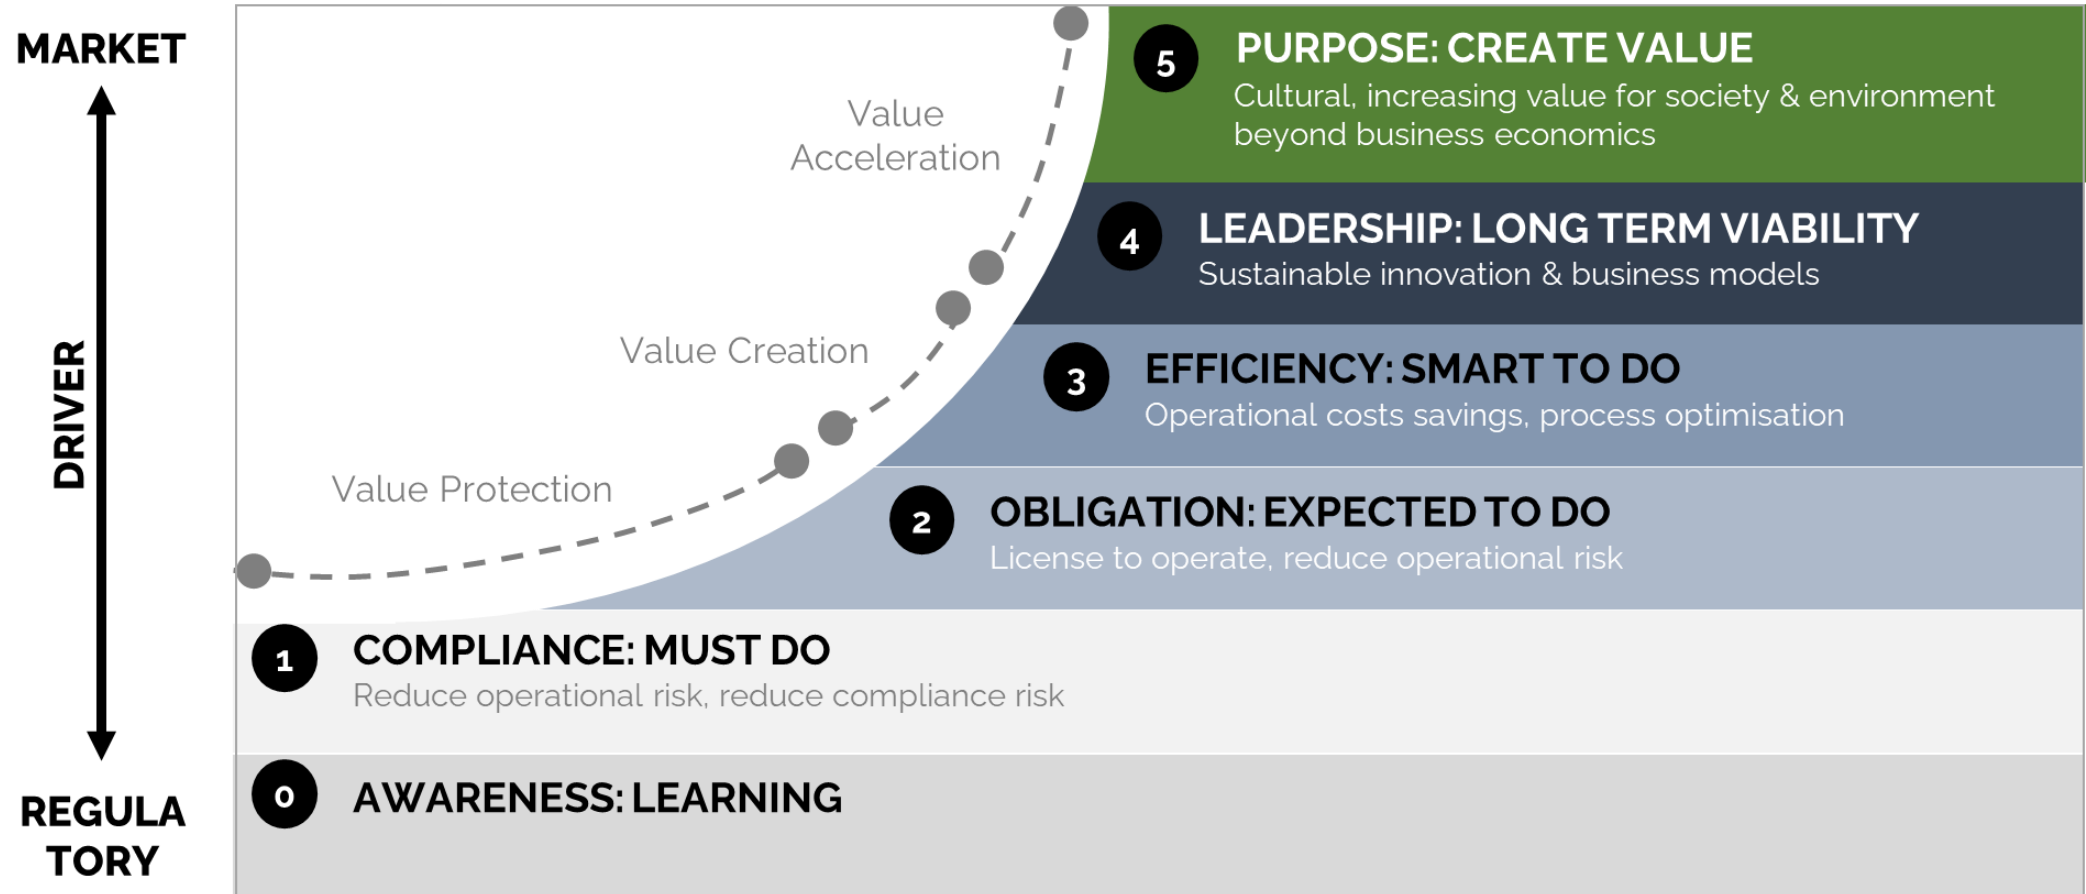 MARKET
DRIVER
REGULA
TORY
Value
Acceleration
Value Creation
Value Protection
5
PURPOSE: CREATE VALUE
Cultural, increasing value for society & environment
beyond business economics
4
LEADERSHIP: LONG TERM VIABILITY
Sustainable innovation & business models
3
EFFICIENCY: SMART TO DO
Operational costs savings, process optimisation
2
OBLIGATION: EXPECTED TO DO
License to operate, reduce operational risk
1
COMPLIANCE: MUST DO
Reduce operational risk, reduce compliance risk
0
AWARENESS: LEARNING